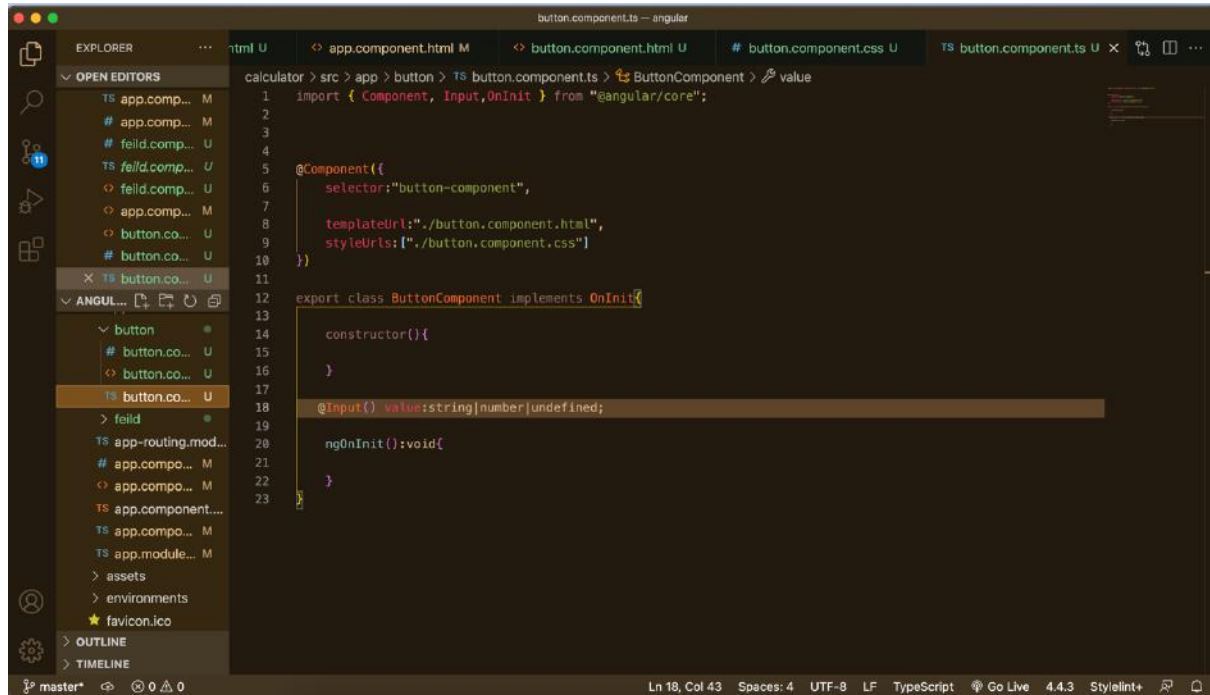 button.component.ts — angular
EXPLORER ...
html U
<> app.component.html M
<> button.component.html U
# button.component.css U
TS button.component.ts U ×
...
OPEN EDITORS
TS app.comp... M
# app.comp... M
# feild.comp... U
TS feild.comp... U
<> feild.comp... U
<> app.comp... M
<> button.co... U
# button.co... U
× TS button.co... U
ANGUL...
button
# button.co... U
<> button.co... U
TS button.co... U
> feild
TS app-routing.mod...
# app.compo... M
<> app.compo... M
TS app.component....
TS app.compo... M
TS app.module... M
> assets
> environments
favicon.ico
> OUTLINE
> TIMELINE
11
calculator > src > app > button > TS button.component.ts > ButtonComponent > value
1 import { Component, Input,OnInit } from "@angular/core";
2
3
4
5 @Component({
6 selector:"button-component",
7
8 templateUrl:"./button.component.html",
9 styleUrls:["./button.component.css"]
10 })
11
12 export class ButtonComponent implements OnInit{
13
14 constructor(){
15
16 }
17
18 @Input() value:string|number|undefined;
19
20 ngOnInit():void{
21
22 }
23 }
master* 0 0 Ln 18, Col 43 Spaces: 4 UTF-8 LF TypeScript Go Live 4.4.3 Stylelint+